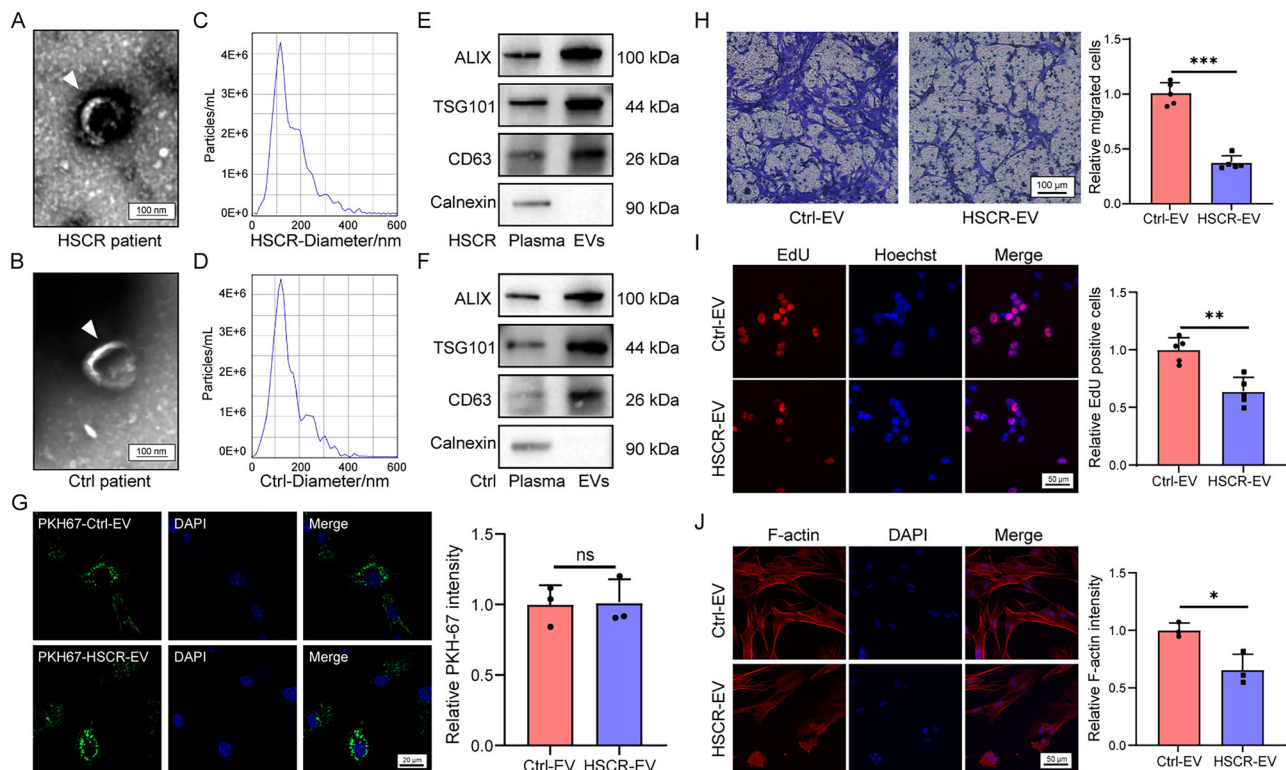 A
100 nm
HSCR patient
B
100 nm
Ctrl patient
C
Particles/mL
4E+6
3E+6
2E+6
1E+6
0E+0
0 200 400 600
HSCR-Diameter/nm
D
Particles/mL
4E+6
3E+6
2E+6
1E+6
0E+0
0 200 400 600
Ctrl-Diameter/nm
E
ALIX 100 kDa
TSG101 44 kDa
CD63 26 kDa
Calnexin 90 kDa
HSCR Plasma EVs
F
ALIX 100 kDa
TSG101 44 kDa
CD63 26 kDa
Calnexin 90 kDa
Ctrl Plasma EVs
G
PKH67-Ctrl-EV DAPI Merge
PKH67-HSCR-EV DAPI Merge
20 μm
Relative PKH-67 intensity
1.5
1.0
0.5
0.0
ns
Ctrl-EV HSCR-EV
H
100 μm
Ctrl-EV HSCR-EV
Relative migrated cells
1.5
1.0
0.5
0.0
***
Ctrl-EV HSCR-EV
I
EdU Hoechst Merge
Ctrl-EV
HSCR-EV
50 μm
Relative EdU positive cells
1.5
1.0
0.5
0.0
**
Ctrl-EV HSCR-EV
J
F-actin DAPI Merge
Ctrl-EV
HSCR-EV
50 μm
Relative F-actin intensity
1.5
1.0
0.5
0.0
*
Ctrl-EV HSCR-EV